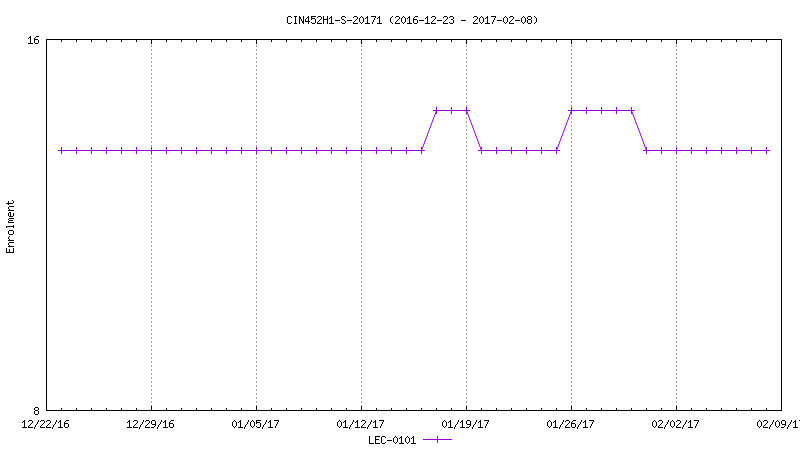 CIN452H1-S-20171 (2016-12-23 - 2017-02-08)
16
Enrolment
8
12/22/16 12/29/16 01/05/17 01/12/17 01/19/17 01/26/17 02/02/17 02/09/1
LEC-0101